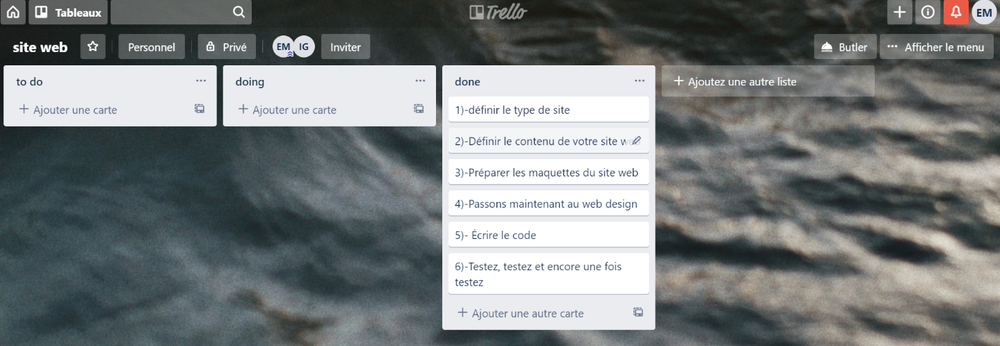 Tableaux
Trello
EM
site web
Personnel
Privé
EM
IG
Inviter
Butler
··· Afficher le menu
to do ···
+ Ajouter une carte
doing ···
+ Ajouter une carte
done ···
1)-définir le type de site
2)-Définir le contenu de votre site web
3)-Préparer les maquettes du site web
4)-Passons maintenant au web design
5)- Écrire le code
6)-Testez, testez et encore une fois
testez
+ Ajouter une autre carte
+ Ajoutez une autre liste